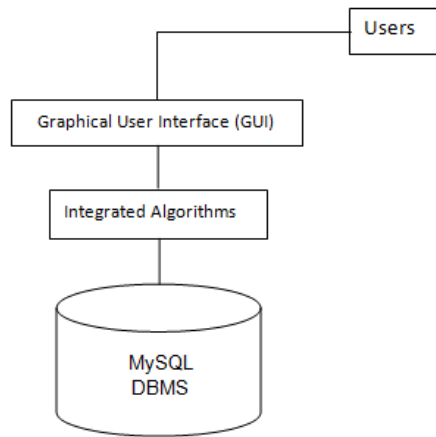 Users
Graphical User Interface (GUI)
Integrated Algorithms
MySQL
DBMS